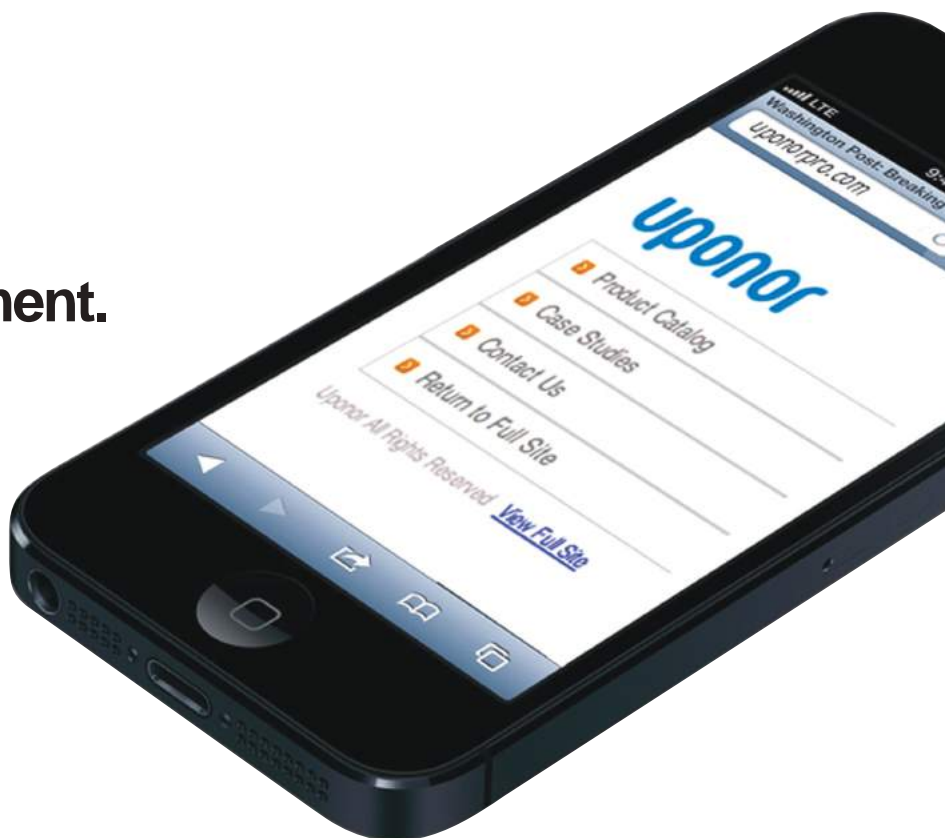 LTE
Washington Post: Breaking
uponorpro.com
uponor
Product Catalog
Case Studies
Contact Us
Return to Full Site
Uponor All Rights Reserved View Full Site